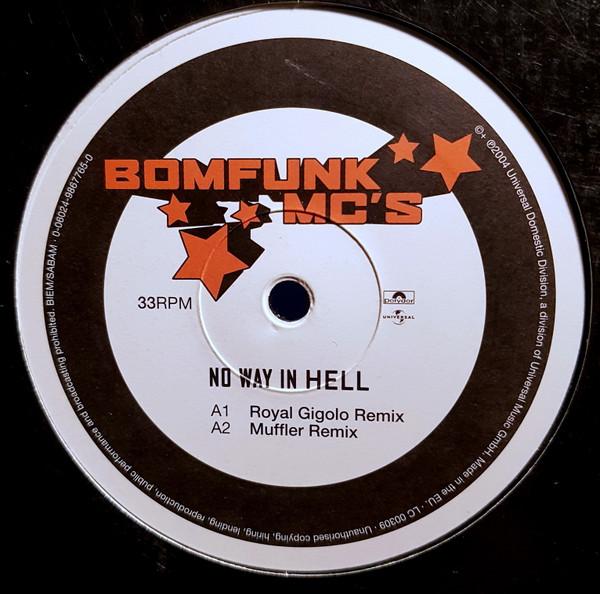 BOMFUNK
MC'S
33RPM
Polydor
UNIVERSAL
NO WAY IN HELL
A1 Royal Gigolo Remix
A2 Muffler Remix
©+ ℗2004 Universal Domestic Division, a division of Universal Music GmbH. Made in the EU · LC 00309 · Unauthorised copying, hiring, lending, reproduction, public performance and broadcasting prohibited. BIEM/SABAM · 0-06024-9867765-0